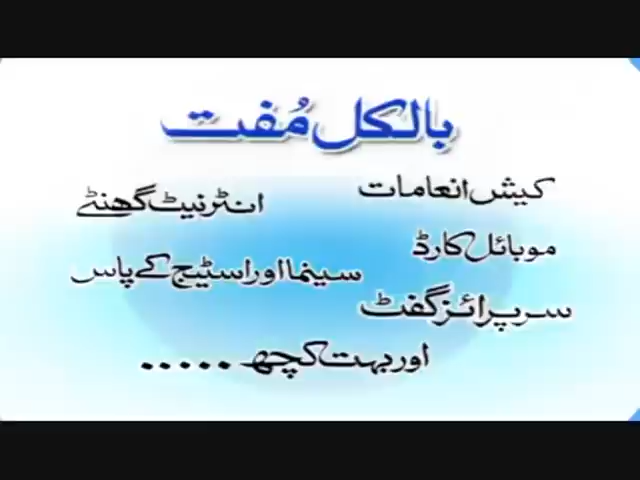 بالکل مُفت
کیش انعامات
انٹرنیٹ گھنٹے
موبائل کارڈ
سینما اور اسٹیج کے پاس
سرپرائز گفٹ
اور بہت کچھ .....